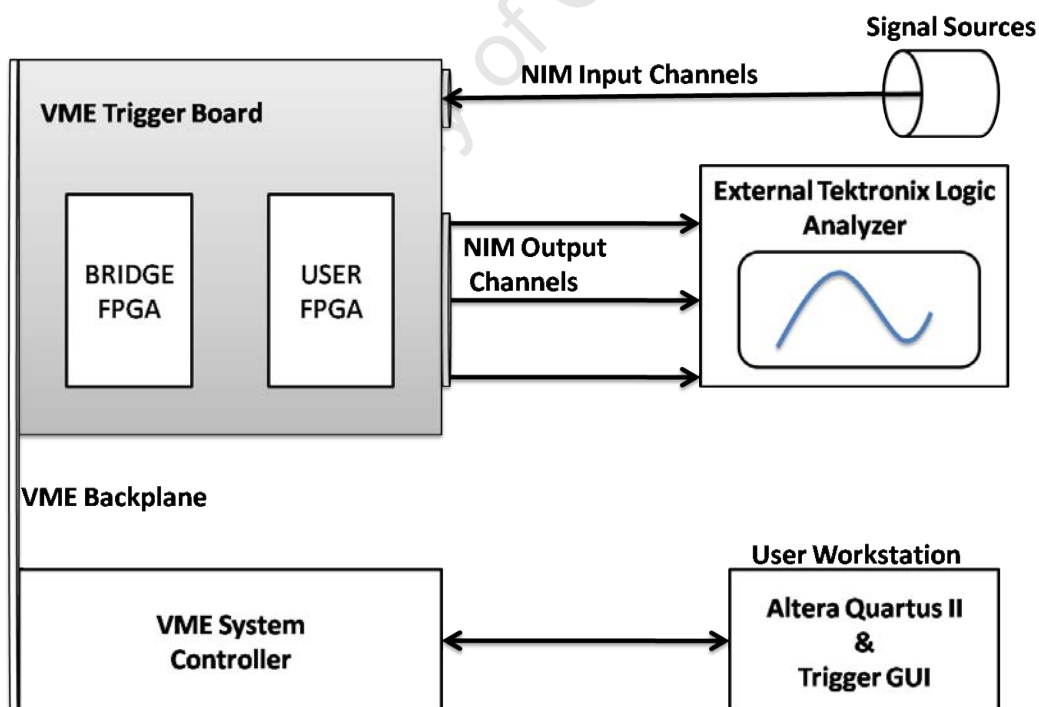 Signal Sources
NIM Input Channels
VME Trigger Board
External Tektronix Logic
Analyzer
NIM Output
Channels
BRIDGE
FPGA
USER
FPGA
VME Backplane
User Workstation
VME System
Controller
Altera Quartus II
&
Trigger GUI